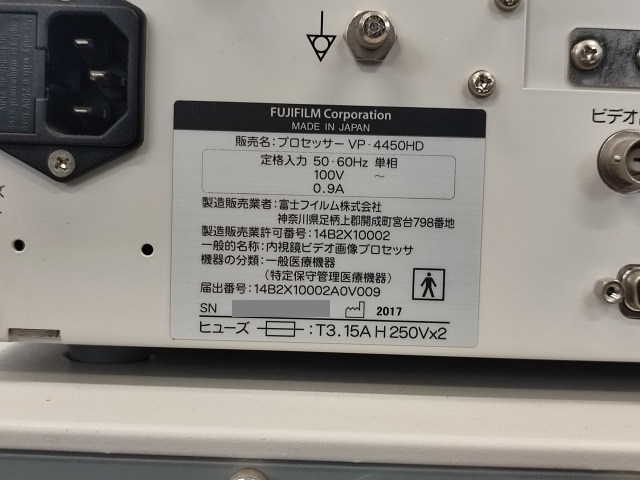 FUJIFILM Corporation
MADE IN JAPAN
販売名:プロセッサー VP-4450HD
定格入力 50-60Hz 単相
100V ～
0.9A
製造販売業者:富士フイルム株式会社
神奈川県足柄上郡開成町宮台798番地
製造販売業許可番号:14B2X10002
一般的名称:内視鏡ビデオ画像プロセッサ
機器の分類:一般医療機器
(特定保守管理医療機器)
届出番号:14B2X10002A0V009
SN 2017
ヒューズ :T3.15A H 250Vx2
ビデオ
ズ